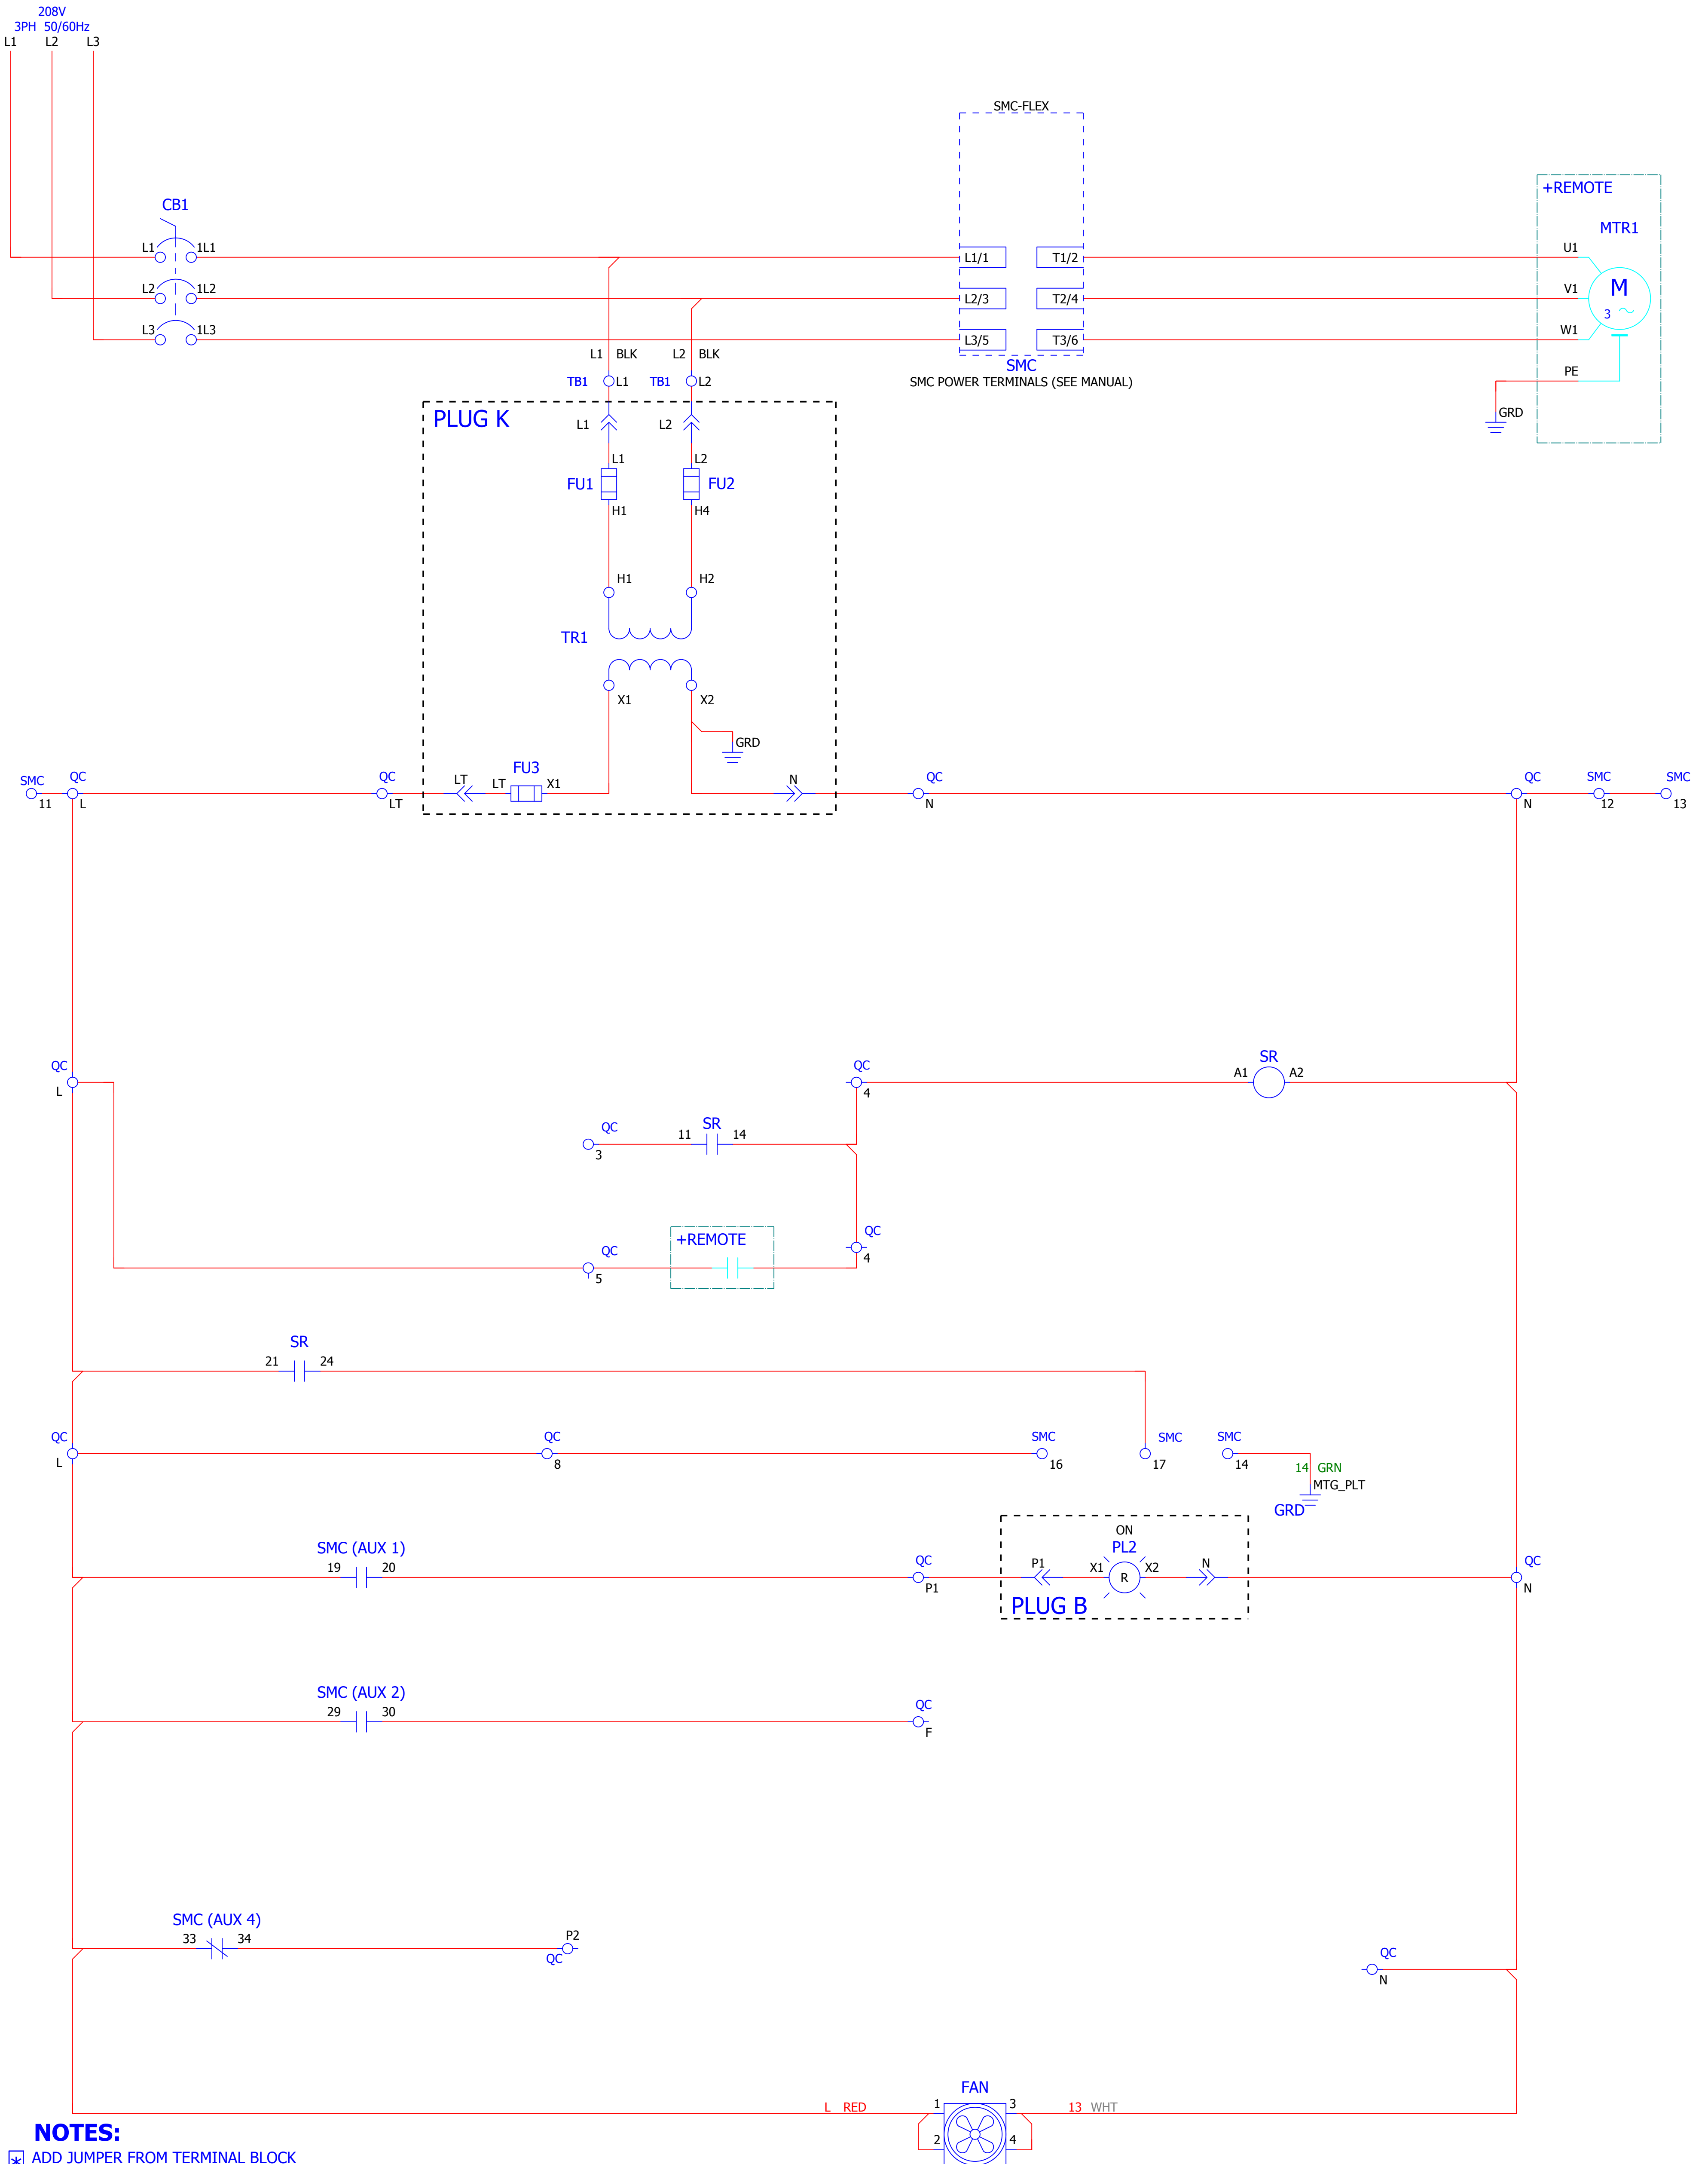 208V
3PH 50/60Hz
L1 L2 L3
SMC-FLEX
+REMOTE
CB1
MTR1
L1 1L1 L1/1 T1/2 U1
L2 1L2 L2/3 T2/4 V1 M
3
L3 1L3 L3/5 T3/6 W1
L1 BLK L2 BLK
SMC
SMC POWER TERMINALS (SEE MANUAL)
PE
TB1 L1 TB1 L2
GRD
PLUG K
L1 L2
L1 L2
FU1 FU2
H1 H4
H1 H2
TR1
X1 X2
GRD
SMC QC QC LT LT FU3 X1 N QC QC SMC SMC
11 L LT N N 12 13
QC QC SR
L 4 A1 A2
QC 11 SR 14
3
+REMOTE QC
4
QC
5
SR
21 24
QC QC SMC SMC SMC
L 8 16 17 14
14 GRN
MTG_PLT
GRD
ON
SMC (AUX 1) PL2
19 20 QC P1 X1 R X2 N QC
P1 N
PLUG B
SMC (AUX 2)
29 30 QC
F
SMC (AUX 4)
33 34 P2
QC
QC
N
FAN
L RED 1 3 13 WHT
2 4
NOTES:
* ADD JUMPER FROM TERMINAL BLOCK